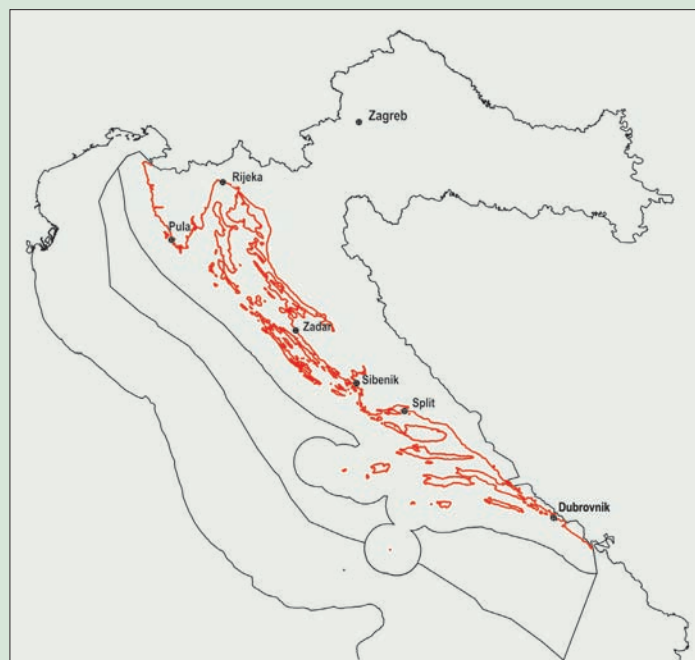 Zagreb
Rijeka
Pula
Zadar
Šibenik
Split
Dubrovnik